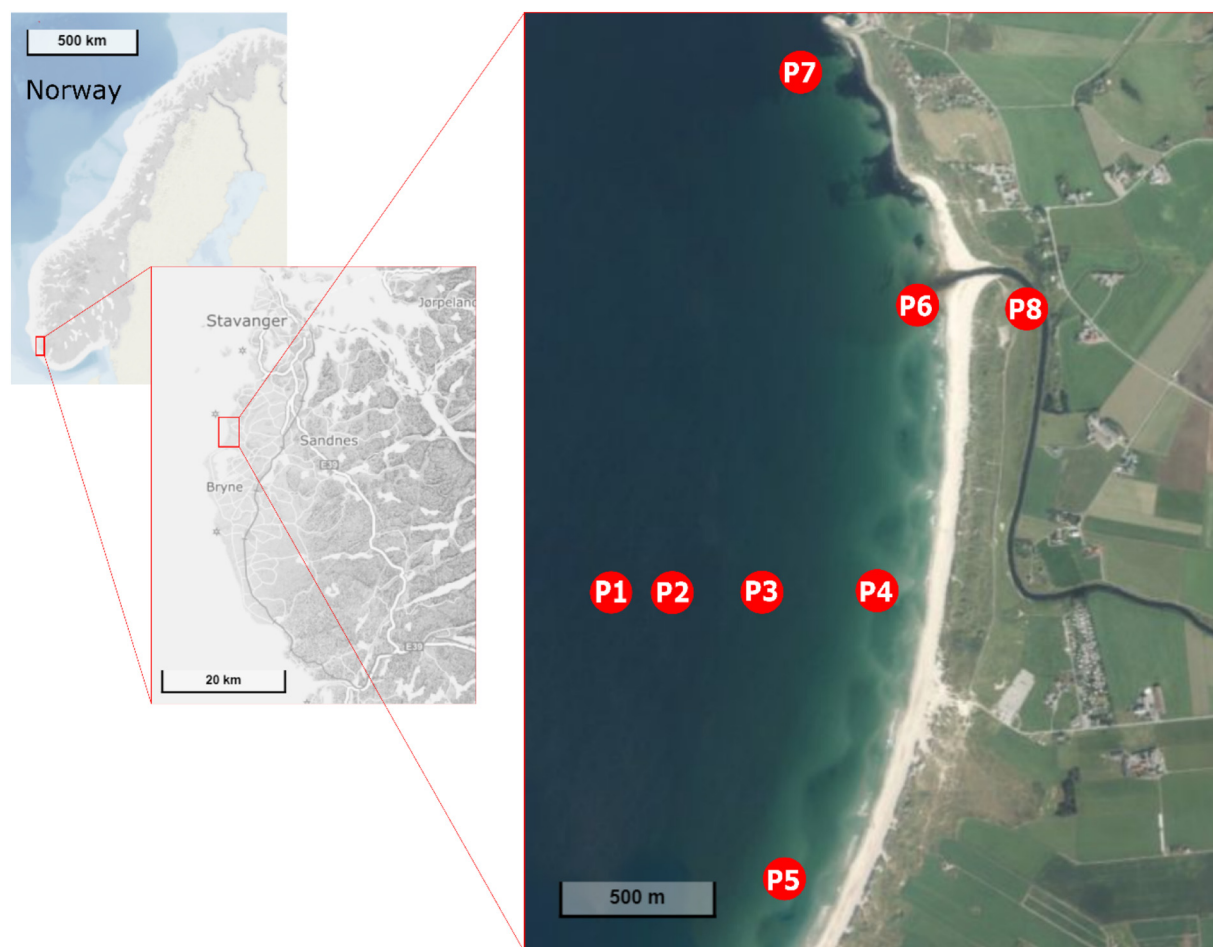 500 km
Norway
Stavanger
Jørpeland
Sandnes
E39
Bryne
E39
20 km
P7
P6
P8
P1
P2
P3
P4
P5
500 m